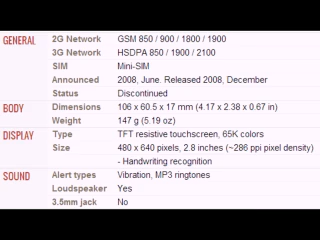 GENERAL 2G Network GSM 850 / 900 / 1800 / 1900
3G Network HSDPA 850 / 1900 / 2100
SIM Mini-SIM
Announced 2008, June. Released 2008, December
Status Discontinued
BODY Dimensions 106 x 60.5 x 17 mm (4.17 x 2.38 x 0.67 in)
Weight 147 g (5.19 oz)
DISPLAY Type TFT resistive touchscreen, 65K colors
Size 480 x 640 pixels, 2.8 inches (~286 ppi pixel density)
- Handwriting recognition
SOUND Alert types Vibration, MP3 ringtones
Loudspeaker Yes
3.5mm jack No